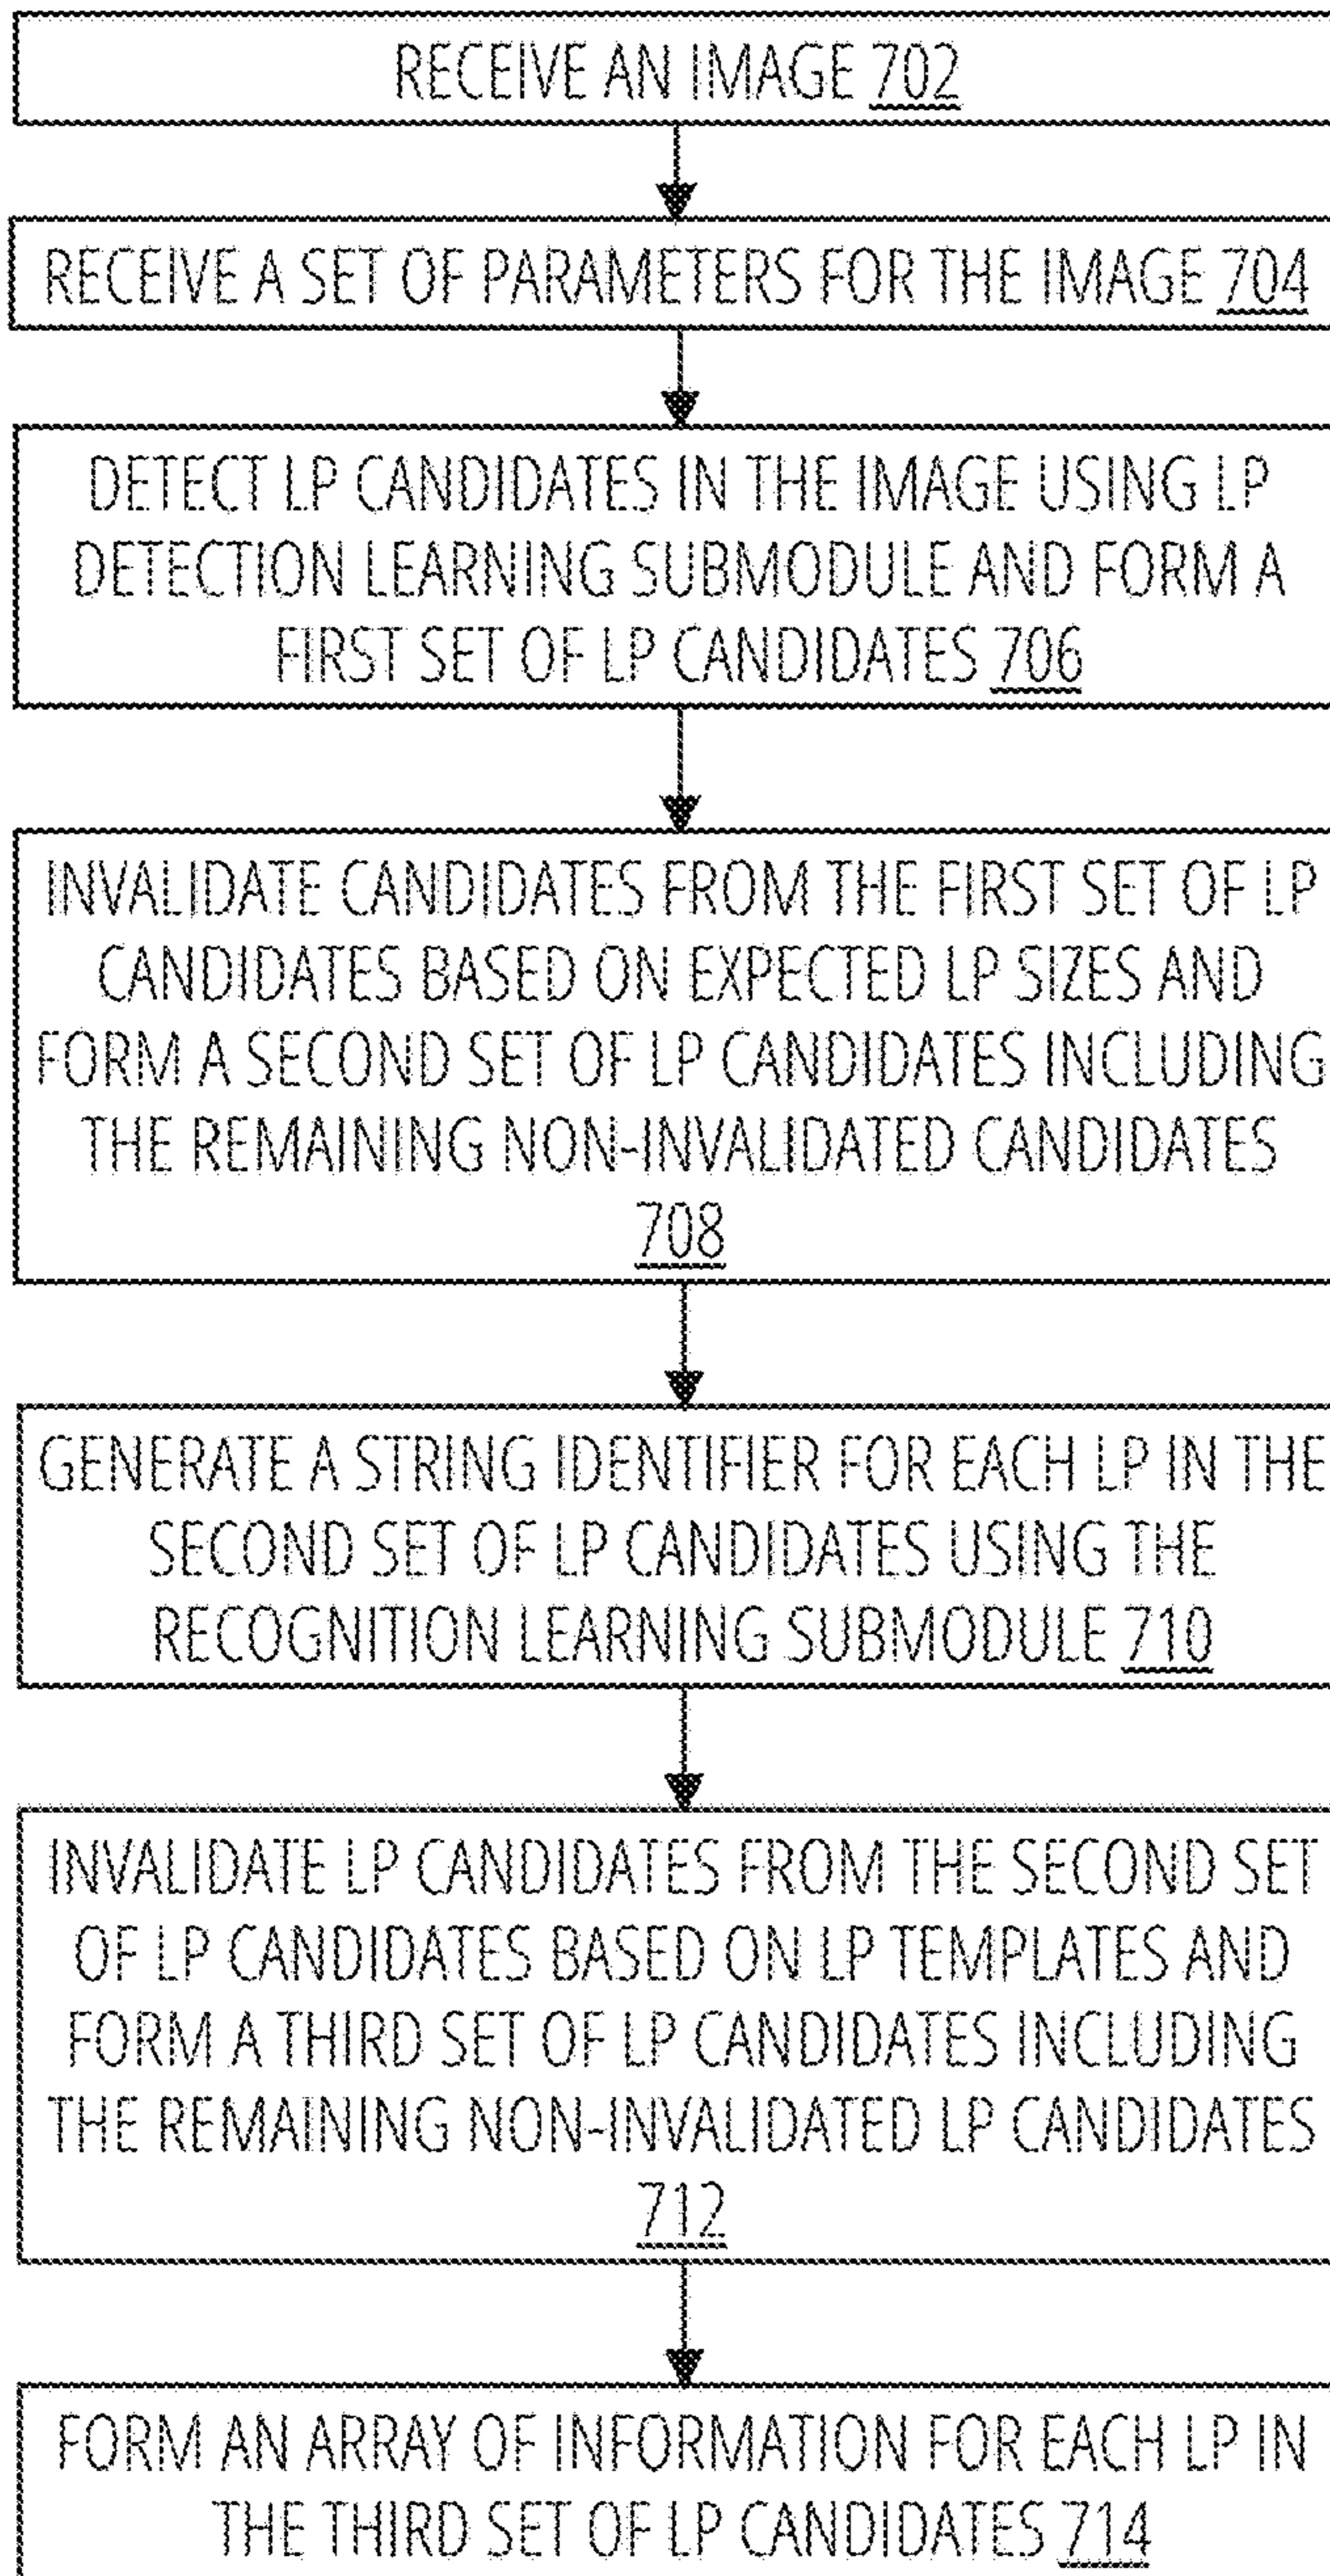 RECEIVE AN IMAGE 702
RECEIVE A SET OF PARAMETERS FOR THE IMAGE 704
DETECT LP CANDIDATES IN THE IMAGE USING LP
DETECTION LEARNING SUBMODULE AND FORM A
FIRST SET OF LP CANDIDATES 706
INVALIDATE CANDIDATES FROM THE FIRST SET OF LP
CANDIDATES BASED ON EXPECTED LP SIZES AND
FORM A SECOND SET OF LP CANDIDATES INCLUDING
THE REMAINING NON-INVALIDATED CANDIDATES
708
GENERATE A STRING IDENTIFIER FOR EACH LP IN THE
SECOND SET OF LP CANDIDATES USING THE
RECOGNITION LEARNING SUBMODULE 710
INVALIDATE LP CANDIDATES FROM THE SECOND SET
OF LP CANDIDATES BASED ON LP TEMPLATES AND
FORM A THIRD SET OF LP CANDIDATES INCLUDING
THE REMAINING NON-INVALIDATED LP CANDIDATES
712
FORM AN ARRAY OF INFORMATION FOR EACH LP IN
THE THIRD SET OF LP CANDIDATES 714